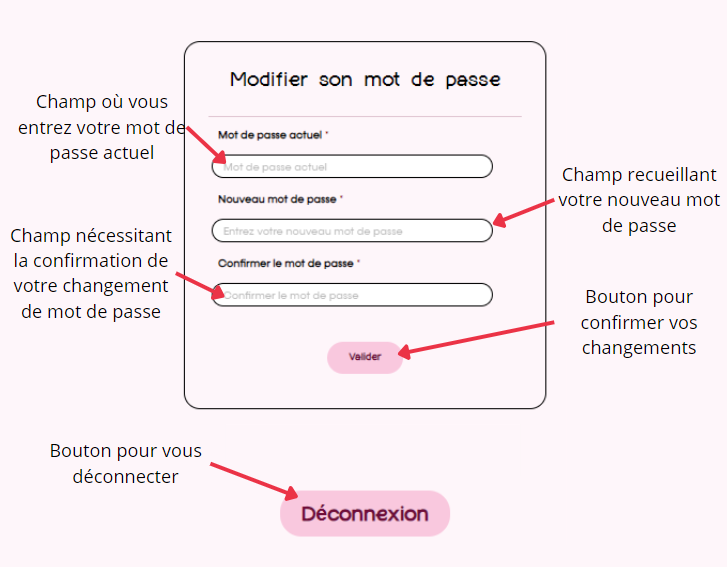 Modifier son mot de passe
Champ où vous
entrez votre mot de
passe actuel
Mot de passe actuel *
Mot de passe actuel
Nouveau mot de passe *
Entrez votre nouveau mot de passe
Champ recueillant
votre nouveau mot
de passe
Champ nécessitant
la confirmation de
votre changement
de mot de passe
Confirmer le mot de passe *
Confirmer le mot de passe
Bouton pour
confirmer vos
changements
Valider
Bouton pour vous
déconnecter
Déconnexion